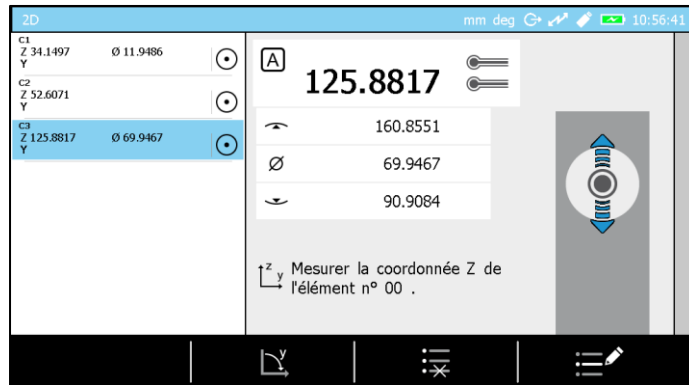 2D
mm deg 10:56:41
C1
Z 34.1497 Ø 11.9486
Y
C2
Z 52.6071
Y
C3
Z 125.8817 Ø 69.9467
Y
A
125.8817
160.8551
Ø 69.9467
90.9084
z y Mesurer la coordonnée Z de
l'élément n° 00 .
y